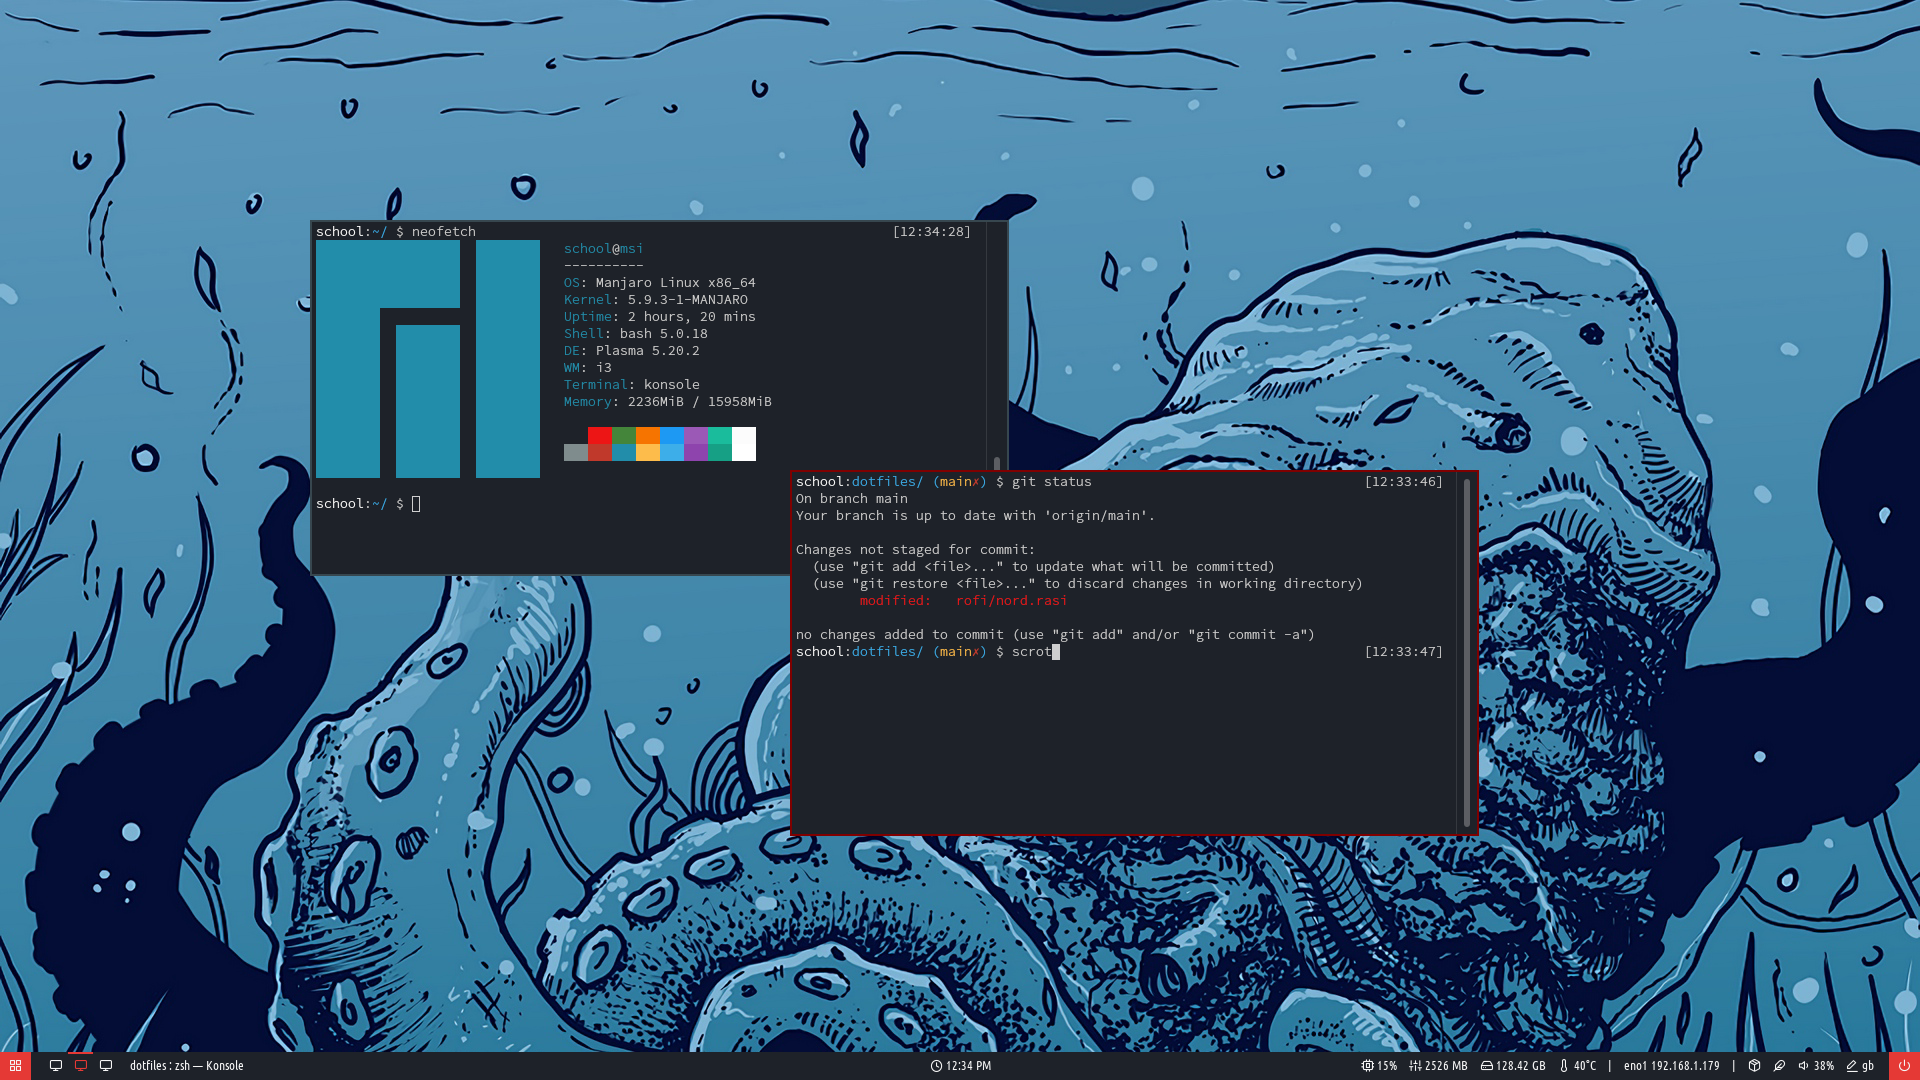 school:~/ $ neofetch [12:34:28]
school@msi
----------
OS: Manjaro Linux x86_64
Kernel: 5.9.3-1-MANJARO
Uptime: 2 hours, 20 mins
Shell: bash 5.0.18
DE: Plasma 5.20.2
WM: i3
Terminal: konsole
Memory: 2236MiB / 15958MiB
school:~/ $
school:dotfiles/ (main✗) $ git status [12:33:46]
On branch main
Your branch is up to date with 'origin/main'.
Changes not staged for commit:
(use "git add <file>..." to update what will be committed)
(use "git restore <file>..." to discard changes in working directory)
modified: rofi/nord.rasi
no changes added to commit (use "git add" and/or "git commit -a")
school:dotfiles/ (main✗) $ scrot [12:33:47]
dotfiles : zsh — Konsole 12:34 PM 15% 2526 MB 128.42 GB 40°C | eno1 192.168.1.179 | 38% gb